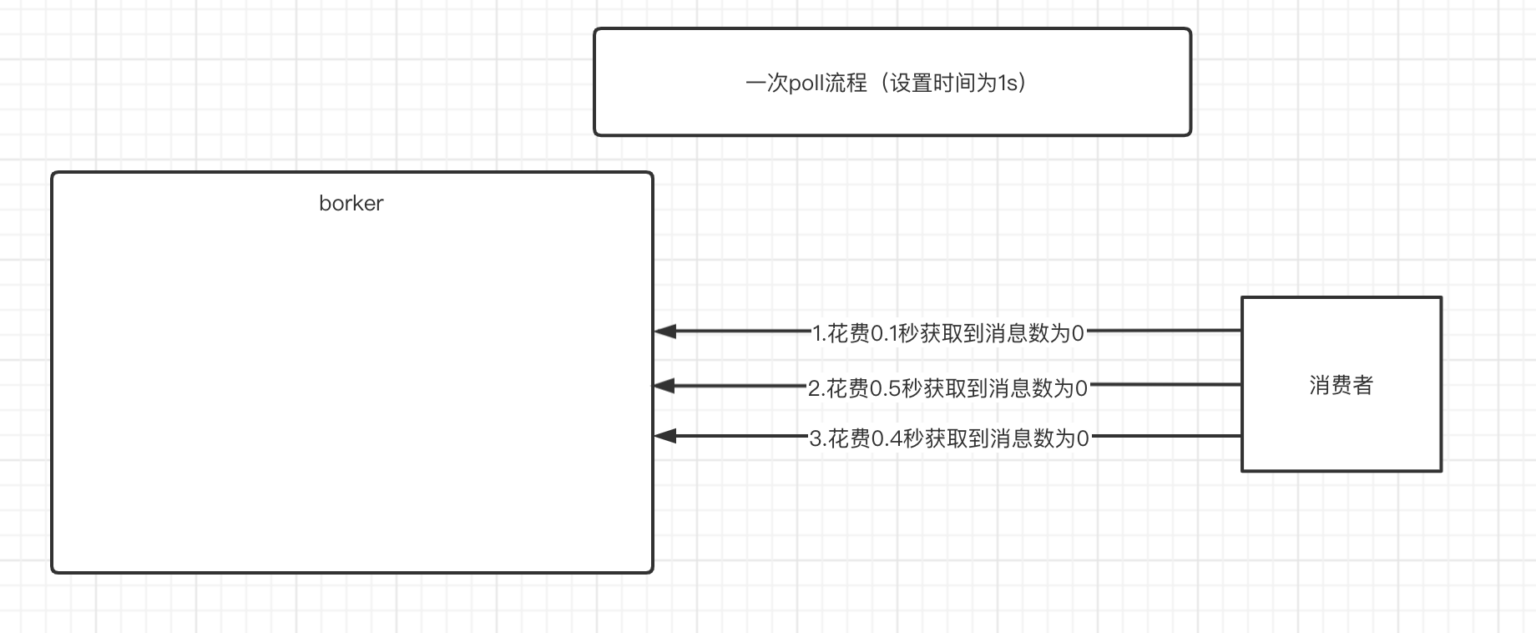 一次poll流程（设置时间为1s）
borker
1.花费0.1秒获取到消息数为0
2.花费0.5秒获取到消息数为0
3.花费0.4秒获取到消息数为0
消费者